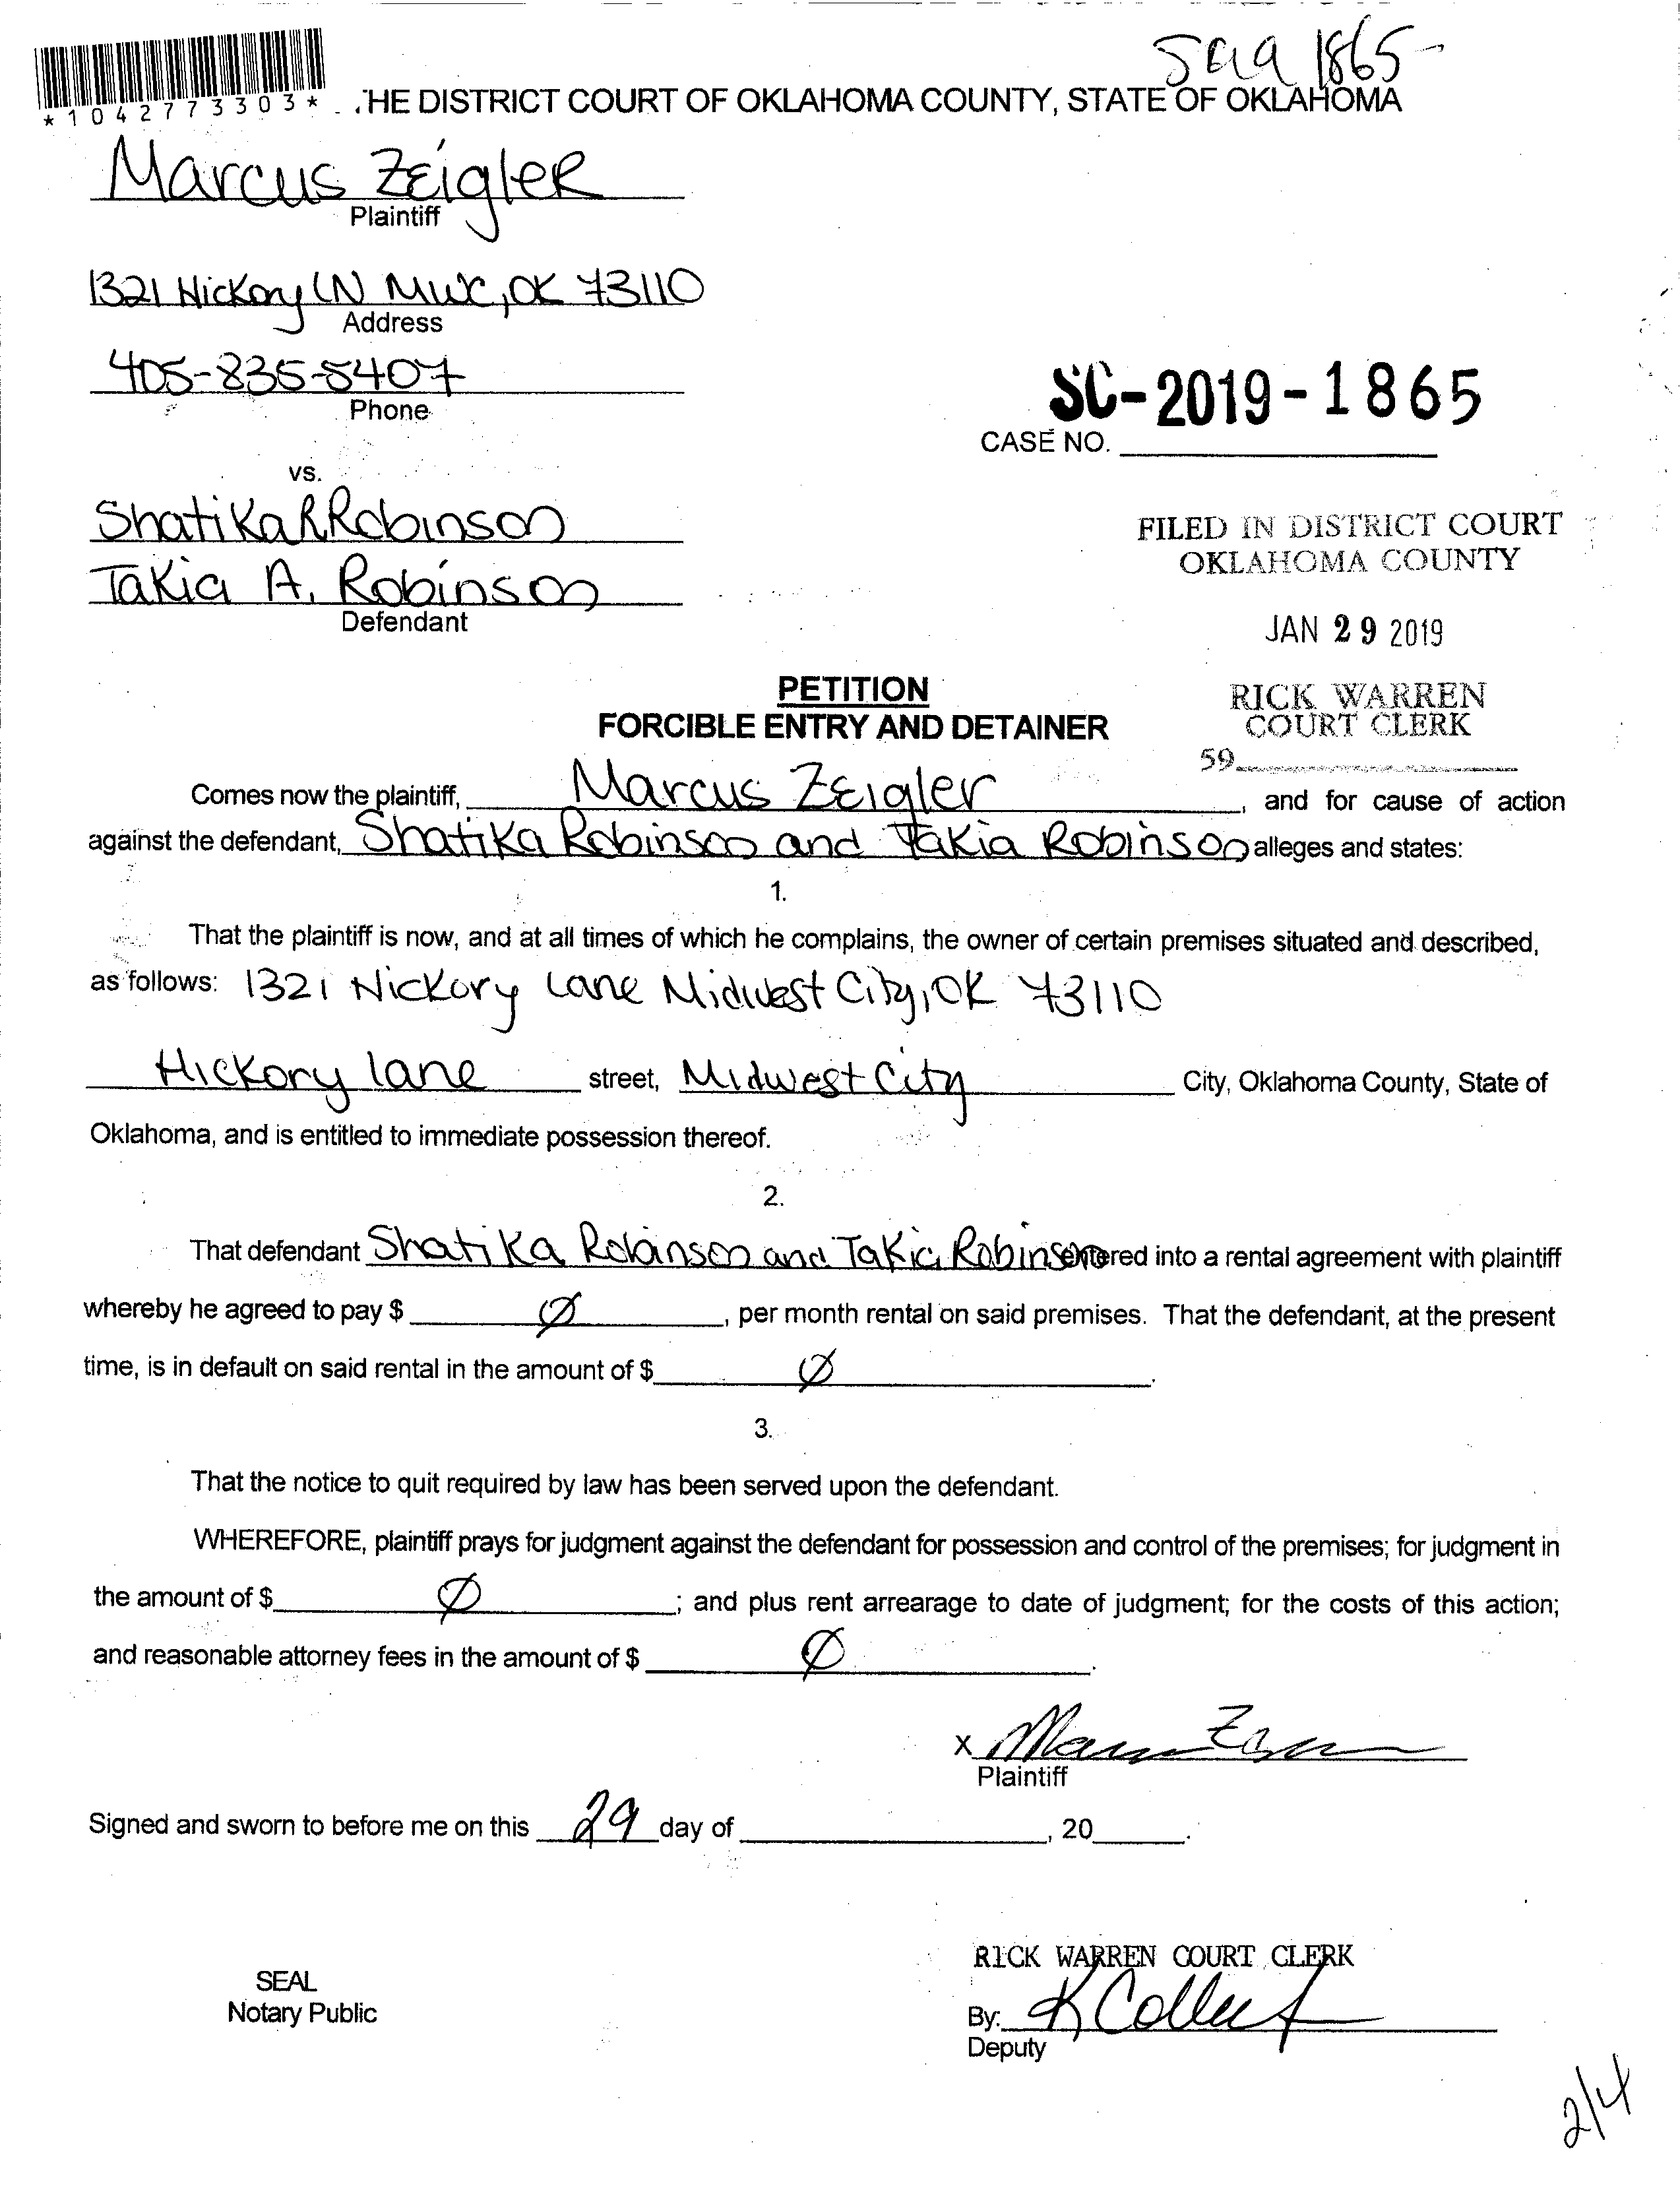 Saa 1865-
*1042773303*
.THE DISTRICT COURT OF OKLAHOMA COUNTY, STATE OF OKLAHOMA
Marcus Zeigler
Plaintiff
1321 Hickory LN MWC, OK 73110
Address
405-835-5407
Phone
SC-2019-1865
CASE NO.
vs.
Shatika R Robinson
Takia A. Robinson
Defendant
FILED IN DISTRICT COURT
OKLAHOMA COUNTY
JAN 29 2019
RICK WARREN
COURT CLERK
59
PETITION
FORCIBLE ENTRY AND DETAINER
Comes now the plaintiff, Marcus Zeigler, and for cause of action
against the defendant, Shatika Robinson and Takia Robinson alleges and states:
1.
That the plaintiff is now, and at all times of which he complains, the owner of certain premises situated and described,
as follows: 1321 Hickory Lane Midwest City, OK 73110
Hickory lane street, Midwest City City, Oklahoma County, State of
Oklahoma, and is entitled to immediate possession thereof.
2.
That defendant Shatika Robinson and Takia Robinson entered into a rental agreement with plaintiff
whereby he agreed to pay $ Ø, per month rental on said premises. That the defendant, at the present
time, is in default on said rental in the amount of $ Ø.
3.
That the notice to quit required by law has been served upon the defendant.
WHEREFORE, plaintiff prays for judgment against the defendant for possession and control of the premises; for judgment in
the amount of $ Ø; and plus rent arrearage to date of judgment; for the costs of this action;
and reasonable attorney fees in the amount of $ Ø.
X
Plaintiff
Signed and sworn to before me on this 29 day of , 20 .
RICK WARREN COURT CLERK
SEAL
Notary Public
By:
Deputy
2/4